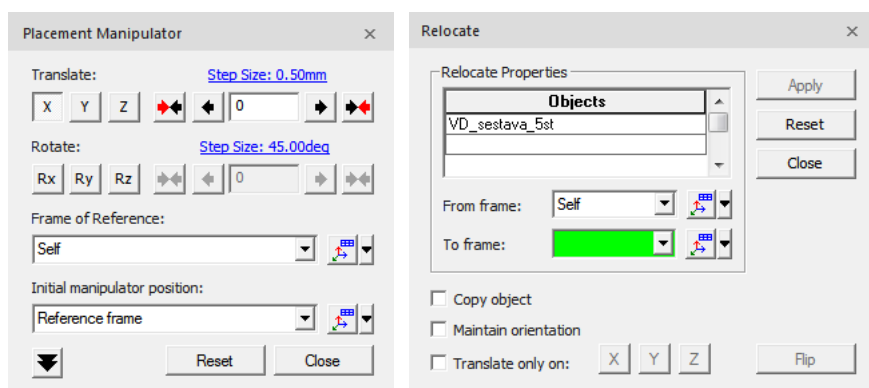 Placement Manipulator
Translate:
Step Size: 0.50mm
X
Y
Z
0
Rotate:
Step Size: 45.00deg
Rx
Ry
Rz
0
Frame of Reference:
Self
Initial manipulator position:
Reference frame
Reset
Close
Relocate
Relocate Properties
Objects
VD_sestava_5st
From frame:
Self
To frame:
Copy object
Maintain orientation
Translate only on:
X
Y
Z
Apply
Reset
Close
Flip